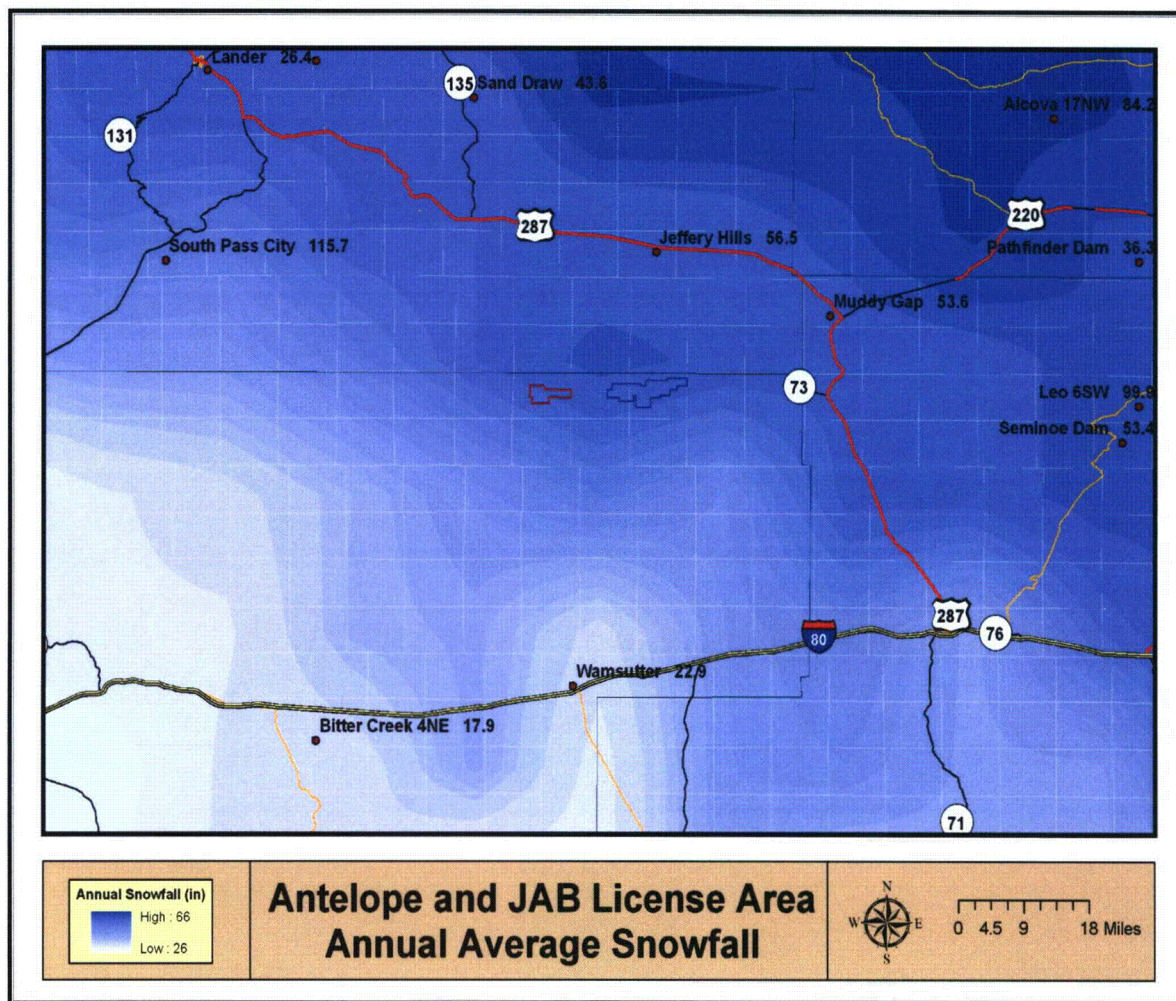 Lander 26.4
135
Sand Draw 43.6
Alcova 17NW 84.2
131
287
220
South Pass City 115.7
Jeffery Hills 56.5
Pathfinder Dam 36.3
Muddy Gap 53.6
73
Leo 6SW 99.9
Seminoe Dam 53.4
287
76
80
Wamsutter 22.9
Bitter Creek 4NE 17.9
71
Annual Snowfall (in)
High : 66
Low : 26
Antelope and JAB License Area
Annual Average Snowfall
N
W E
S
0 4.5 9 18 Miles